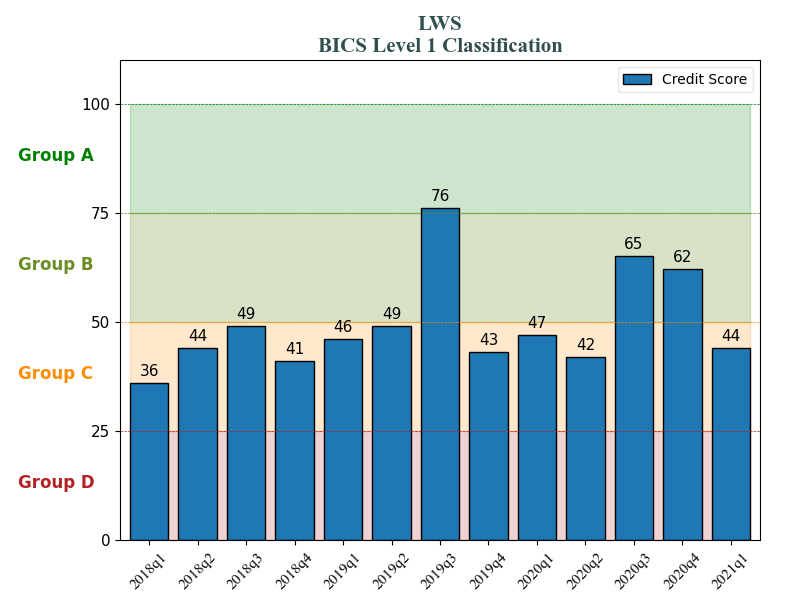 LWS
BICS Level 1 Classification
Credit Score
100
75
50
25
0
Group A
Group B
Group C
Group D
36
44
49
41
46
49
76
43
47
42
65
62
44
2018q1
2018q2
2018q3
2018q4
2019q1
2019q2
2019q3
2019q4
2020q1
2020q2
2020q3
2020q4
2021q1